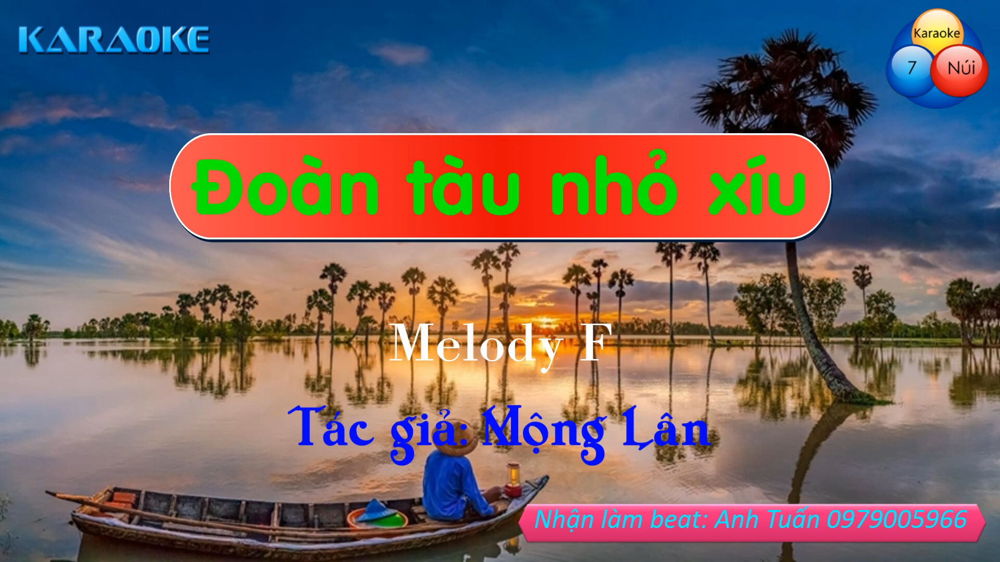 KARAOKE
Karaoke
7 Núi
Đoàn tàu nhỏ xíu
Melody F
Tác giả: Mộng Lân
Nhận làm beat: Anh Tuấn 0979005966